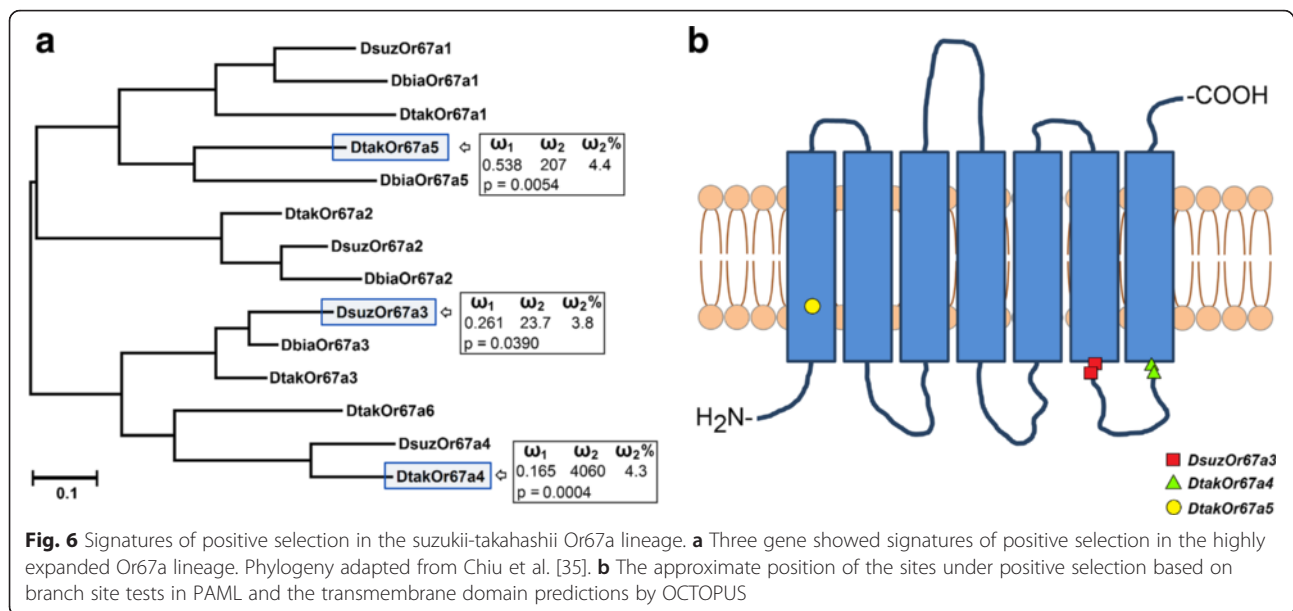 a
DsuzOr67a1
DbiaOr67a1
DtakOr67a1
DtakOr67a5
ω1 ω2 ω2%
0.538 207 4.4
p = 0.0054
DbiaOr67a5
DtakOr67a2
DsuzOr67a2
DbiaOr67a2
DsuzOr67a3
ω1 ω2 ω2%
0.261 23.7 3.8
p = 0.0390
DbiaOr67a3
DtakOr67a3
DtakOr67a6
DsuzOr67a4
DtakOr67a4
ω1 ω2 ω2%
0.165 4060 4.3
p = 0.0004
0.1
b
-COOH
H2N-
DsuzOr67a3
DtakOr67a4
DtakOr67a5
Fig. 6 Signatures of positive selection in the suzukii-takahashii Or67a lineage. a Three gene showed signatures of positive selection in the highly
expanded Or67a lineage. Phylogeny adapted from Chiu et al. [35]. b The approximate position of the sites under positive selection based on
branch site tests in PAML and the transmembrane domain predictions by OCTOPUS